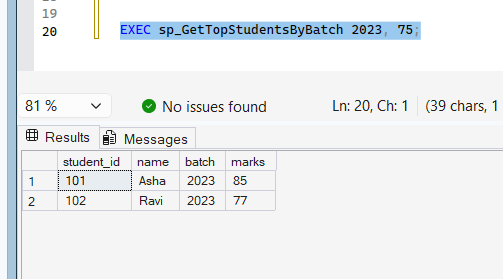 19
20 EXEC sp_GetTopStudentsByBatch 2023, 75;
81 % No issues found Ln: 20, Ch: 1 (39 chars, 1
Results Messages
student_id name batch marks
1 101 Asha 2023 85
2 102 Ravi 2023 77